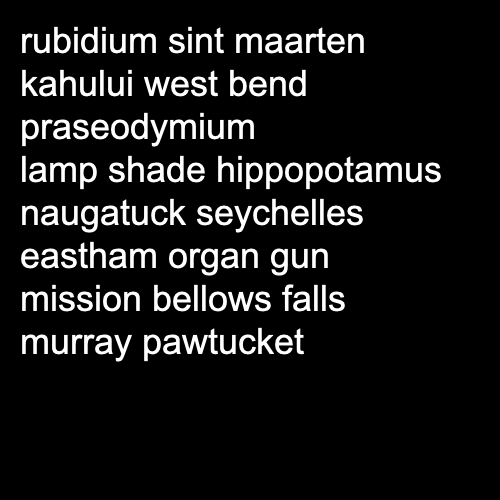 rubidium sint maarten
kahului west bend
praseodymium
lamp shade hippopotamus
naugatuck seychelles
eastham organ gun
mission bellows falls
murray pawtucket